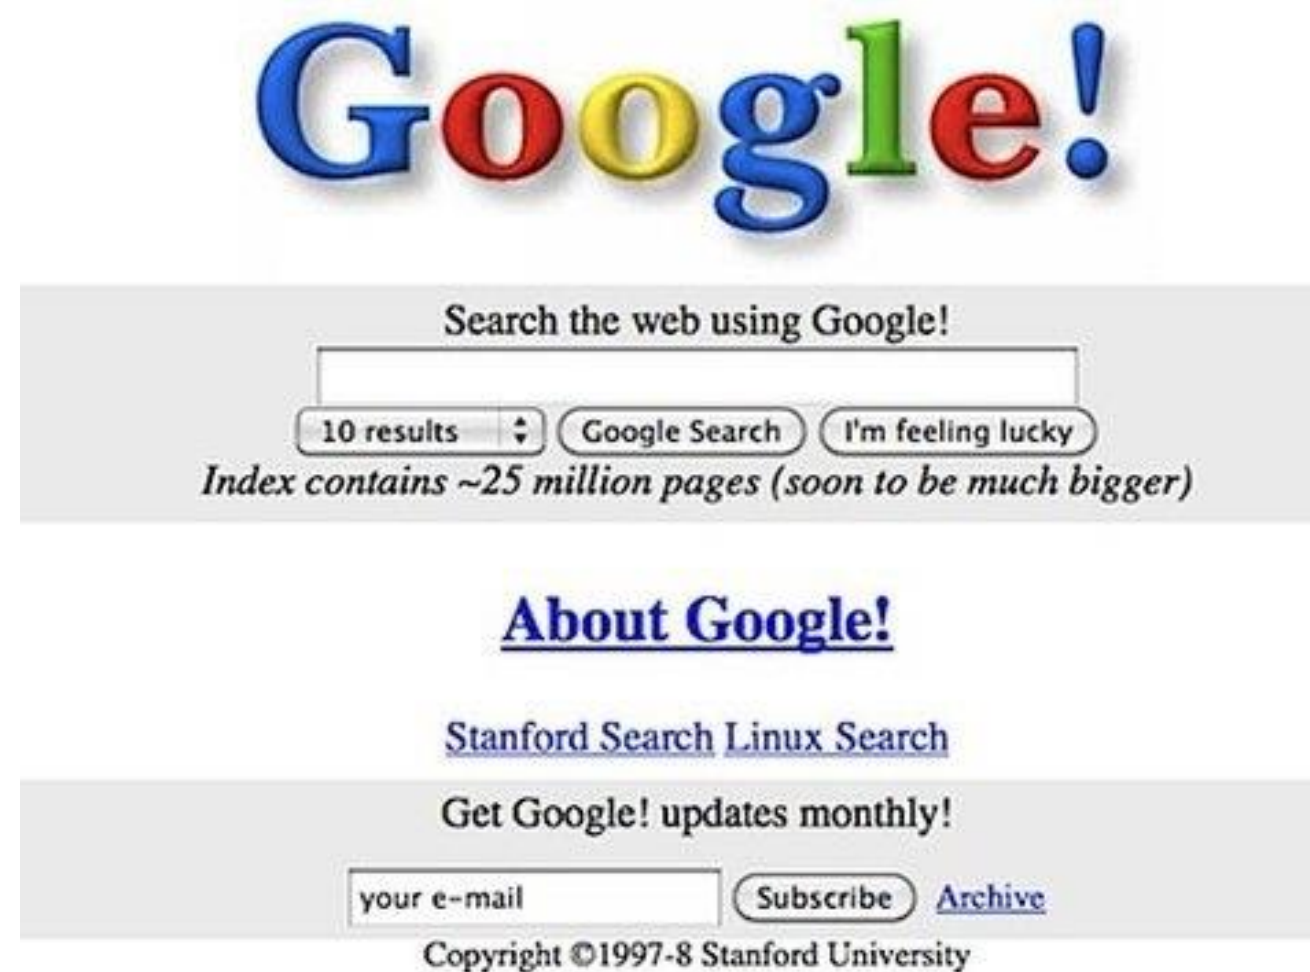 Google!
Search the web using Google!
10 results Google Search I'm feeling lucky
Index contains ~25 million pages (soon to be much bigger)
About Google!
Stanford Search Linux Search
Get Google! updates monthly!
your e-mail Subscribe Archive
Copyright ©1997-8 Stanford University